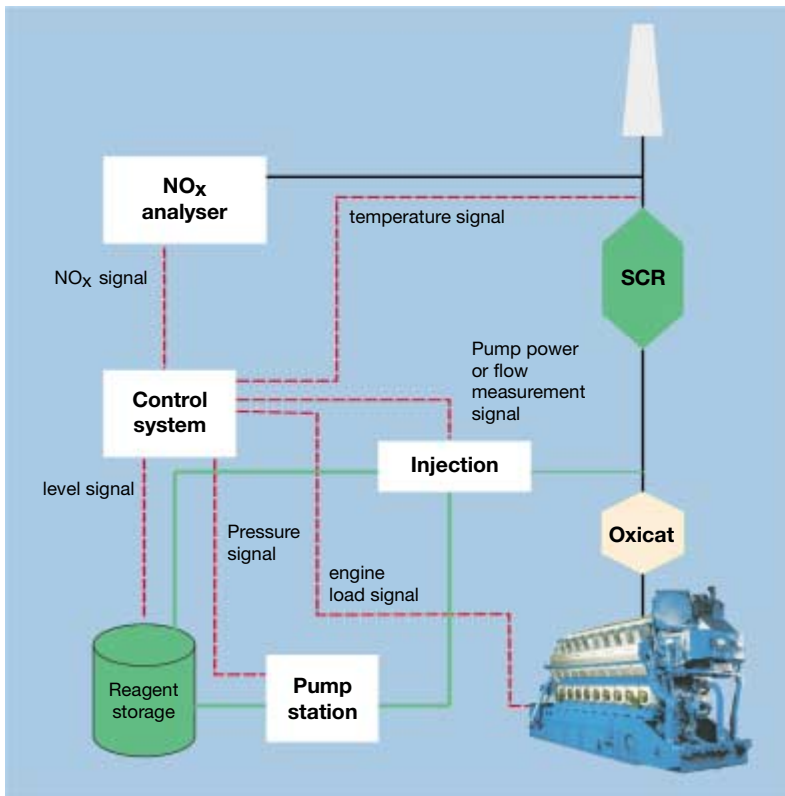 NOx
analyser
temperature signal
NOx signal
SCR
Pump power
or flow
measurement
signal
Control
system
Injection
level signal
Oxicat
Pressure
signal
engine
load signal
Reagent
storage
Pump
station